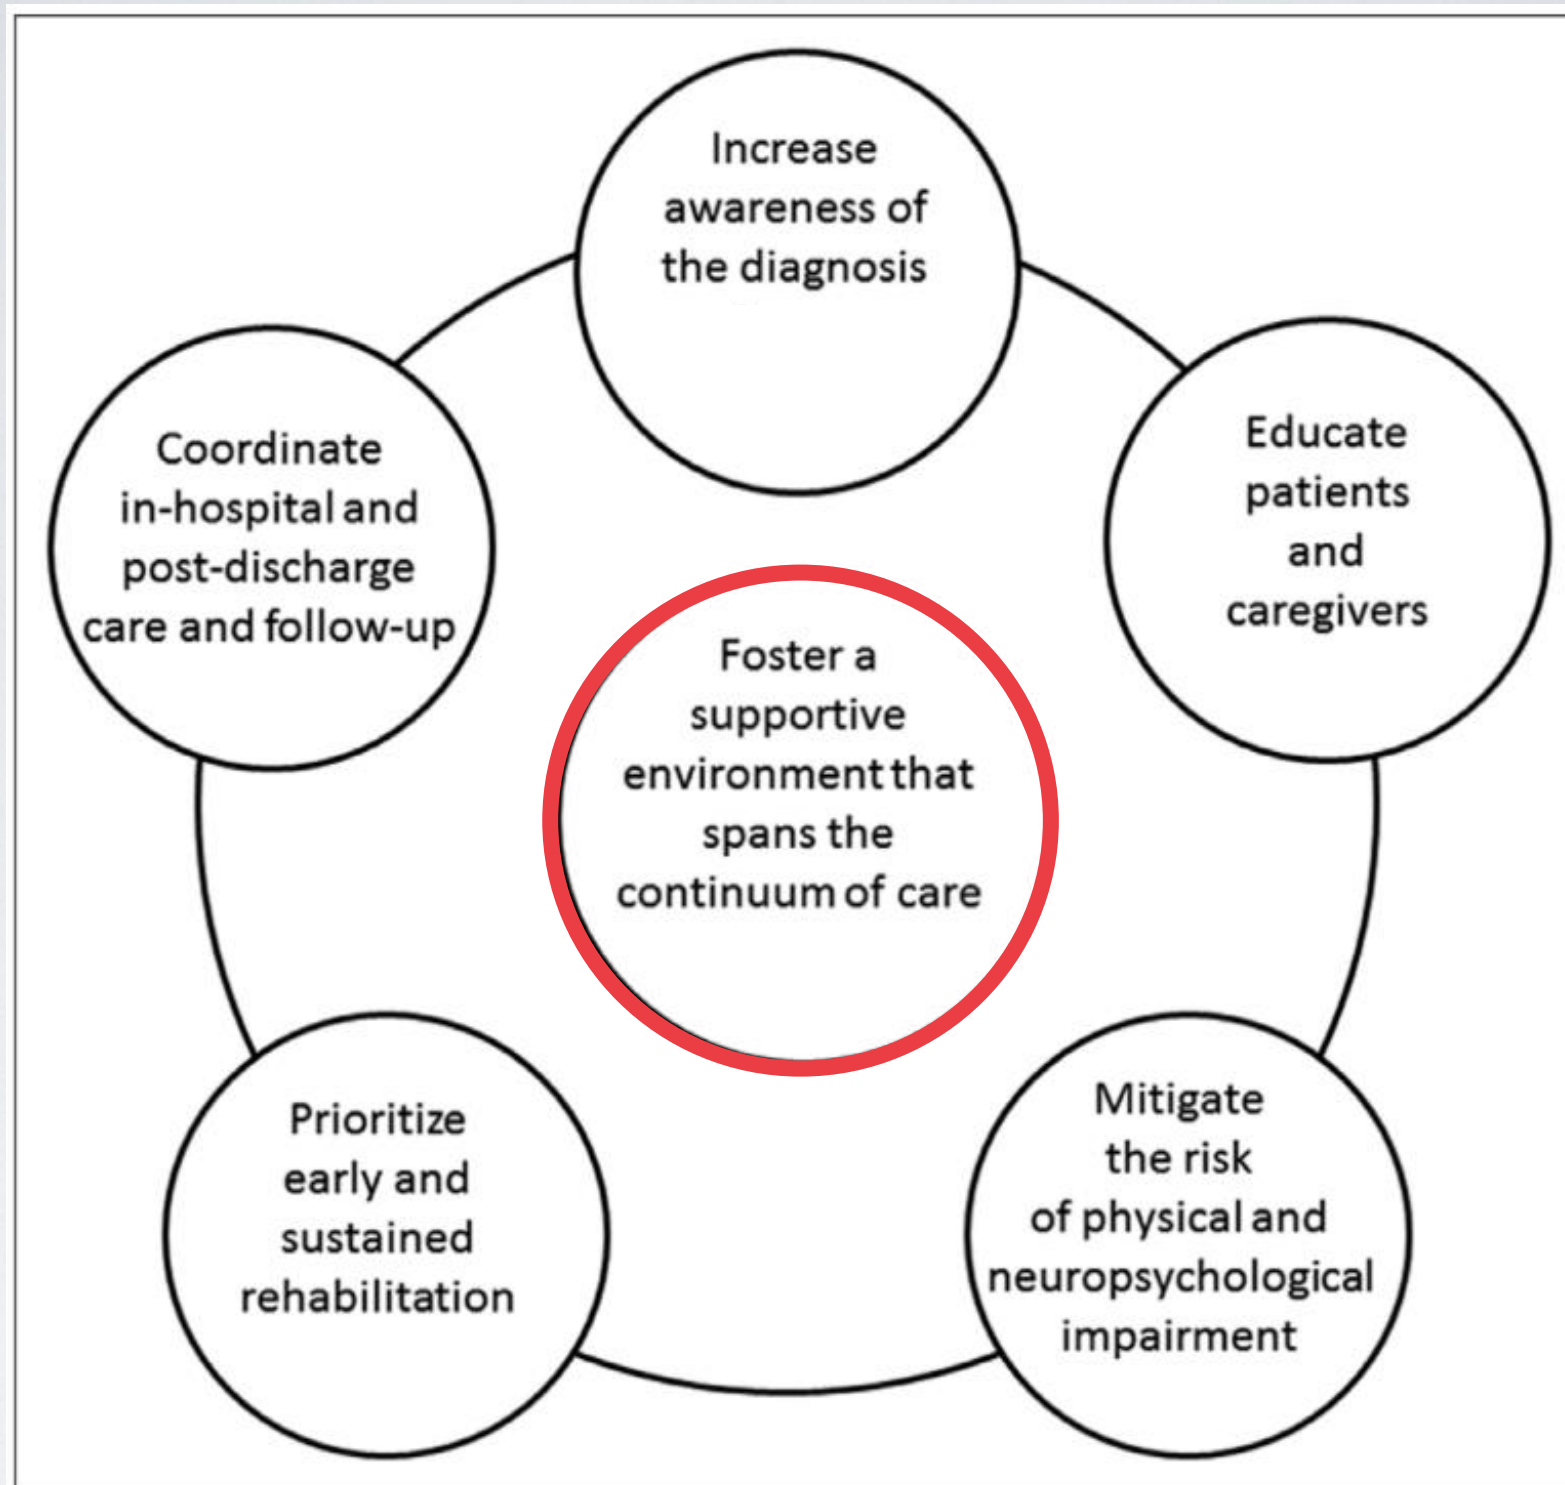 Increase
awareness of
the diagnosis
Educate
patients
and
caregivers
Mitigate
the risk
of physical and
neuropsychological
impairment
Prioritize
early and
sustained
rehabilitation
Coordinate
in-hospital and
post-discharge
care and follow-up
Foster a
supportive
environment that
spans the
continuum of care